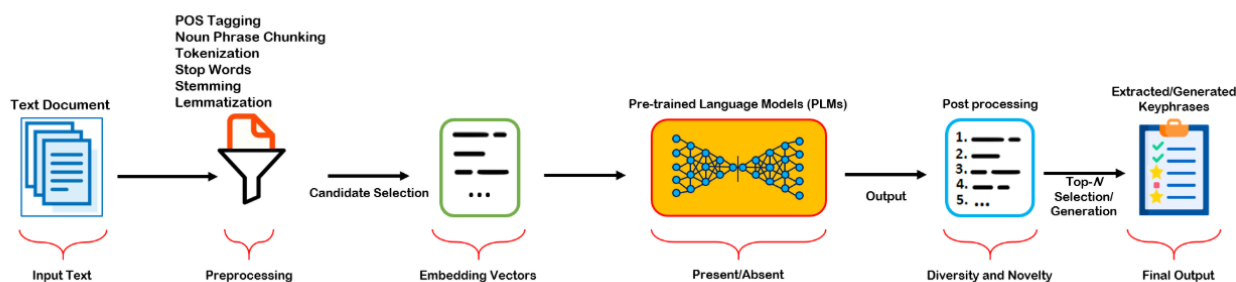 POS Tagging
Noun Phrase Chunking
Tokenization
Stop Words
Stemming
Lemmatization
Text Document
Pre-trained Language Models (PLMs)
Post processing
Extracted/Generated
Keyphrases
1.
2.
3.
4.
5. ...
...
Candidate Selection
Output
Top-N
Selection/
Generation
Input Text
Preprocessing
Embedding Vectors
Present/Absent
Diversity and Novelty
Final Output